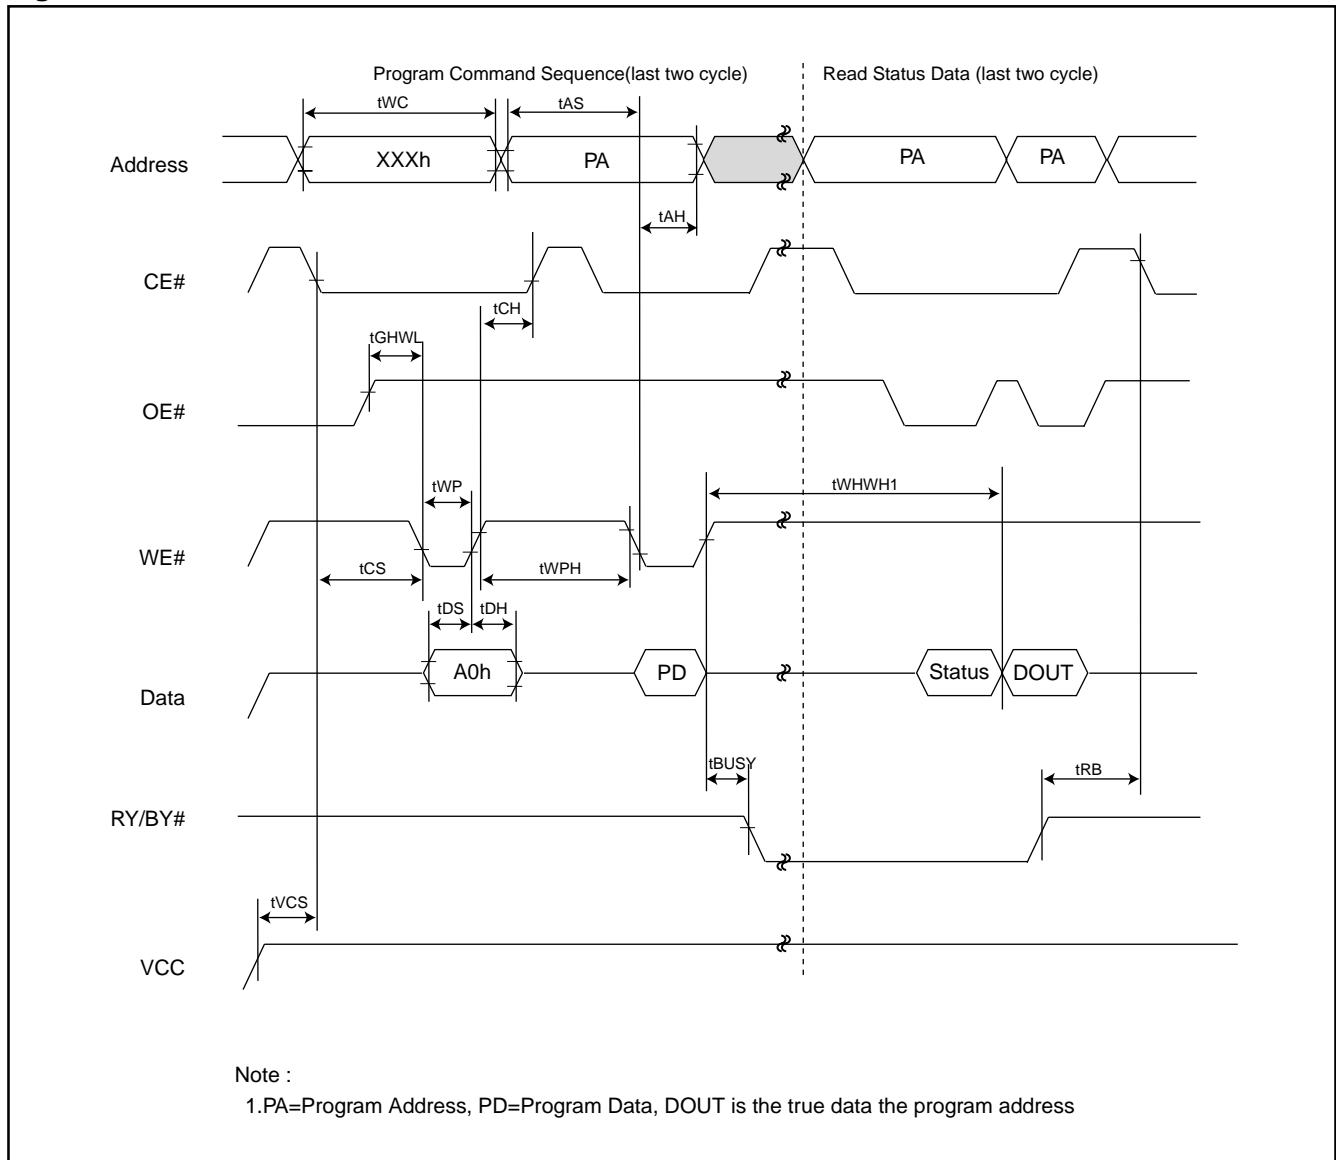 Program Command Sequence(last two cycle)
Read Status Data (last two cycle)
tWC
tAS
Address
XXXh
PA
PA
PA
tAH
CE#
tCH
tGHWL
OE#
tWP
tWHWH1
WE#
tCS
tWPH
tDS
tDH
Data
A0h
PD
Status
DOUT
tBUSY
tRB
RY/BY#
tVCS
VCC
Note :
1.PA=Program Address, PD=Program Data, DOUT is the true data the program address